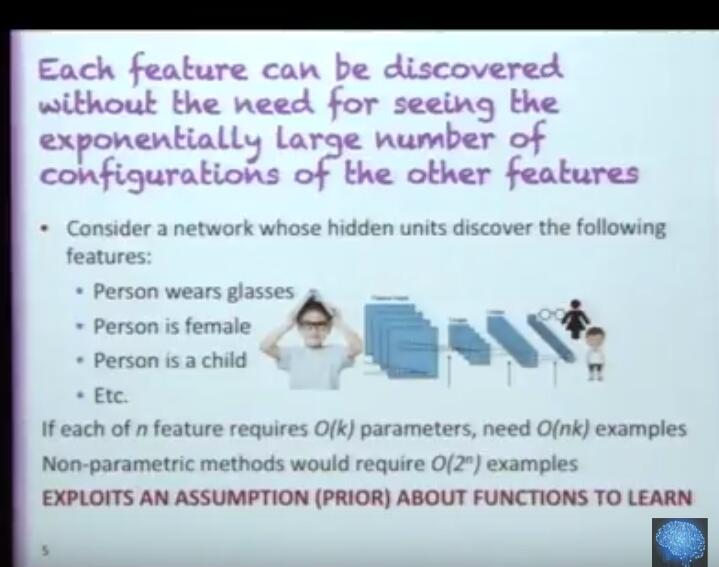 Each feature can be discovered
without the need for seeing the
exponentially large number of
configurations of the other features
• Consider a network whose hidden units discover the following
features:
• Person wears glasses
• Person is female
• Person is a child
• Etc.
If each of n feature requires O(k) parameters, need O(nk) examples
Non-parametric methods would require O(2ⁿ) examples
EXPLOITS AN ASSUMPTION (PRIOR) ABOUT FUNCTIONS TO LEARN
5